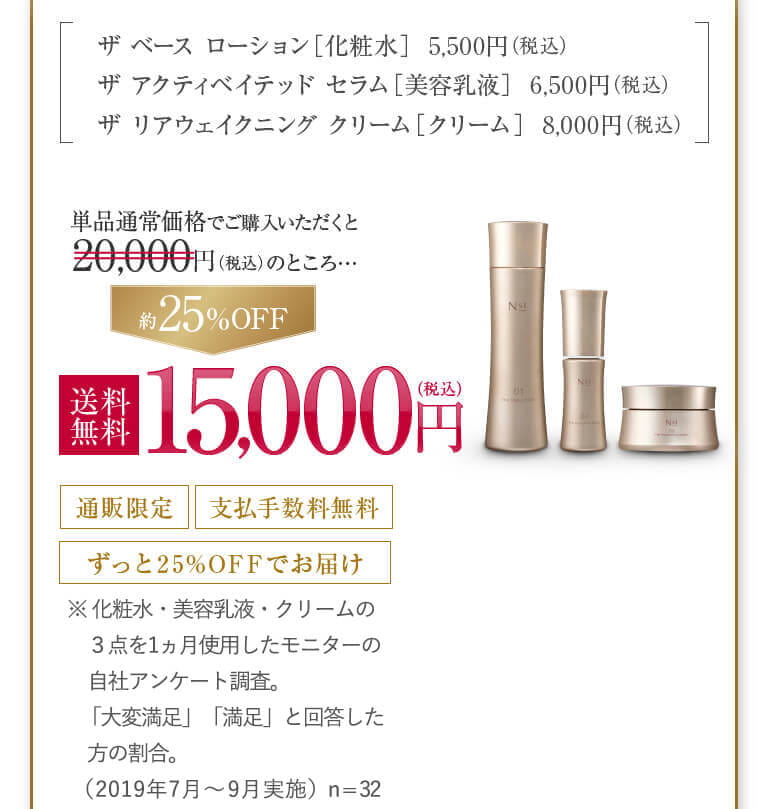 ザ ベース ローション［化粧水］ 5,500円（税込）
ザ アクティベイテッド セラム［美容乳液］ 6,500円（税込）
ザ リアウェイクニング クリーム［クリーム］ 8,000円（税込）
単品通常価格でご購入いただくと
20,000円（税込）のところ…
約25%OFF
送料無料
15,000円（税込）
通販限定
支払手数料無料
ずっと25%OFFでお届け
※化粧水・美容乳液・クリームの
３点を1ヵ月使用したモニターの
自社アンケート調査。
「大変満足」「満足」と回答した
方の割合。
（2019年7月～9月実施）n=32
01